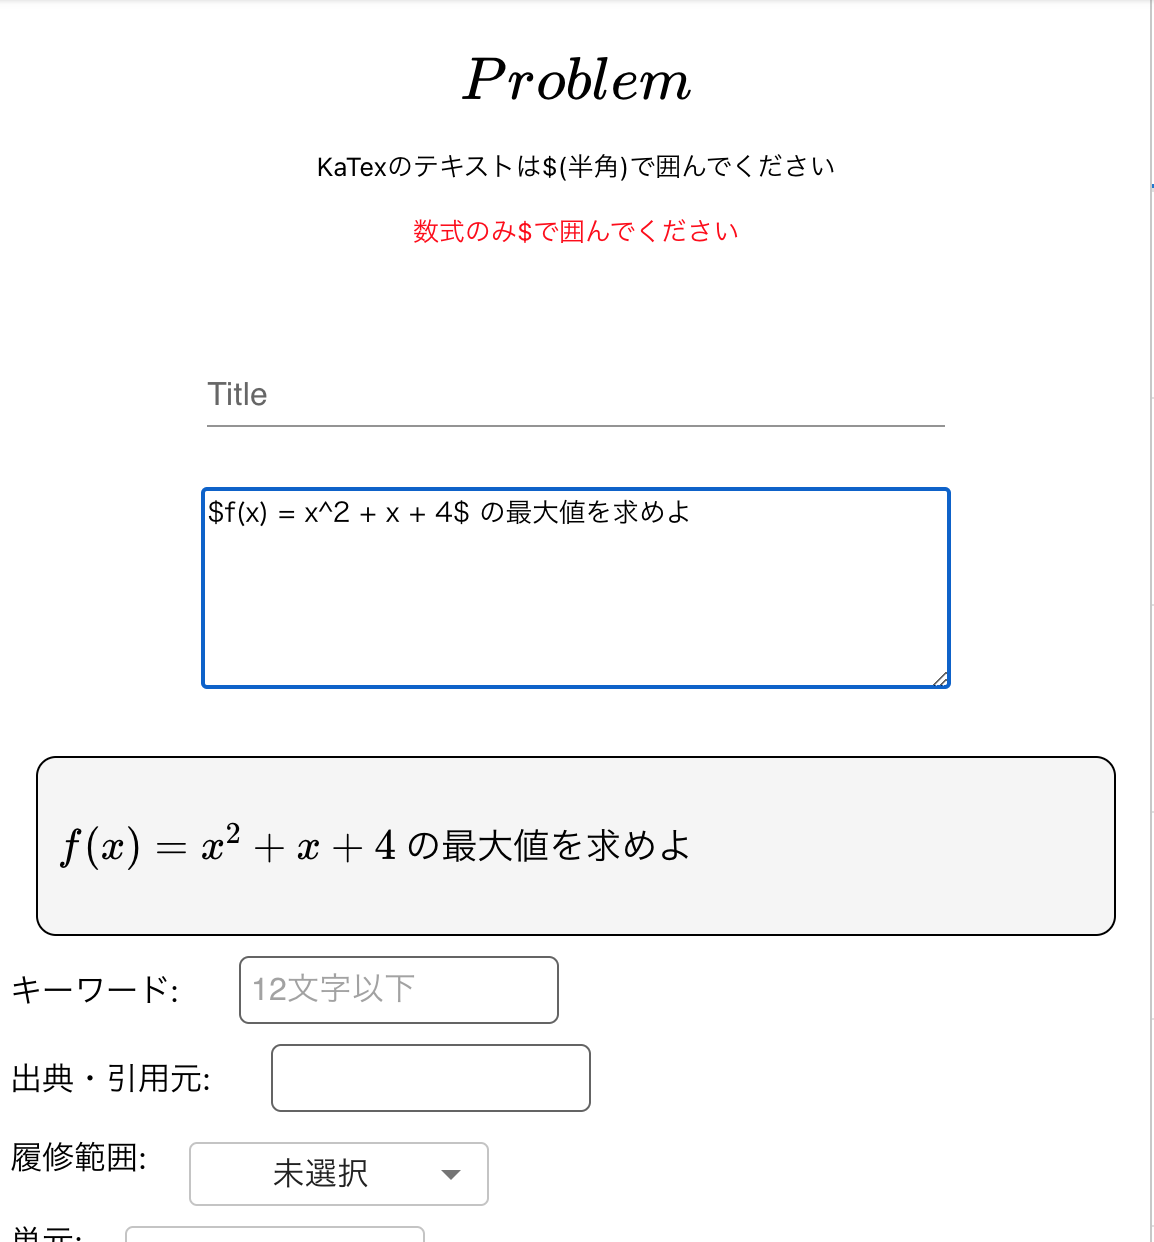 Problem
KaTexのテキストは$(半角)で囲んでください
数式のみ$で囲んでください
Title
$f(x) = x^2 + x + 4$ の最大値を求めよ
f(x) = x² + x + 4 の最大値を求めよ
キーワード: 12文字以下
出典・引用元:
履修範囲: 未選択
単元: